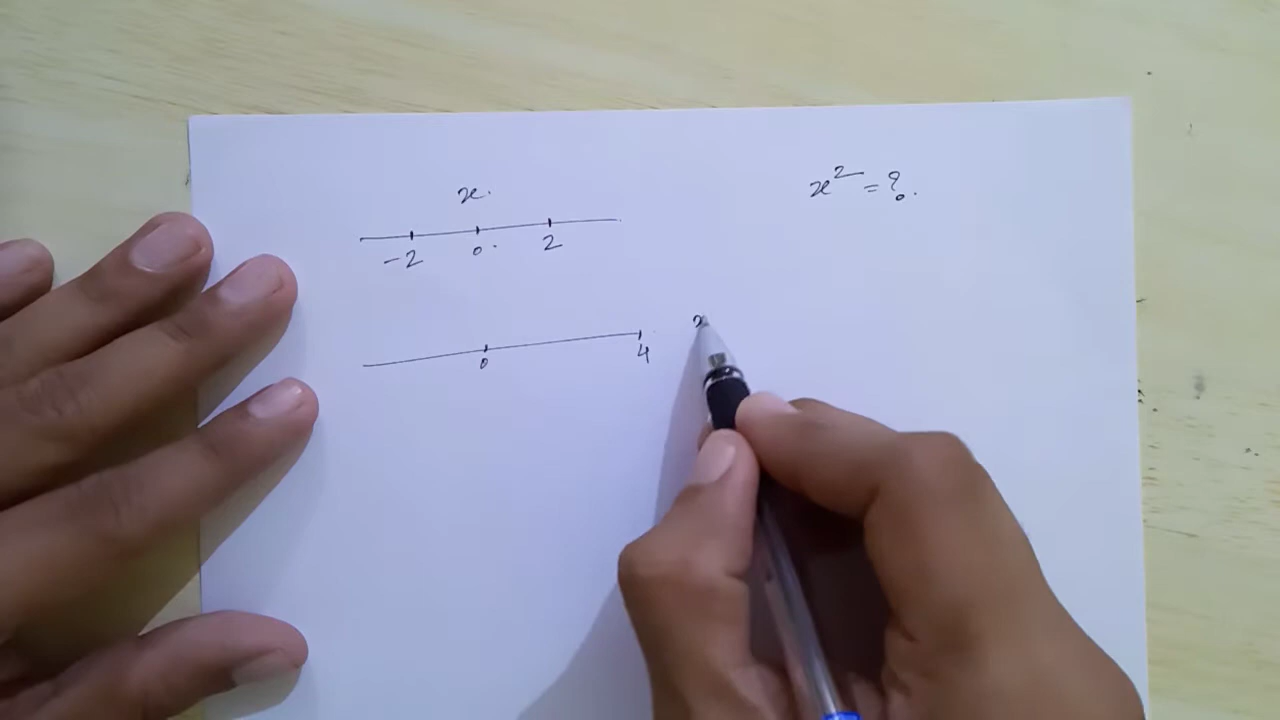 x.
x² = ?.
-2 0. 2
0 4
x